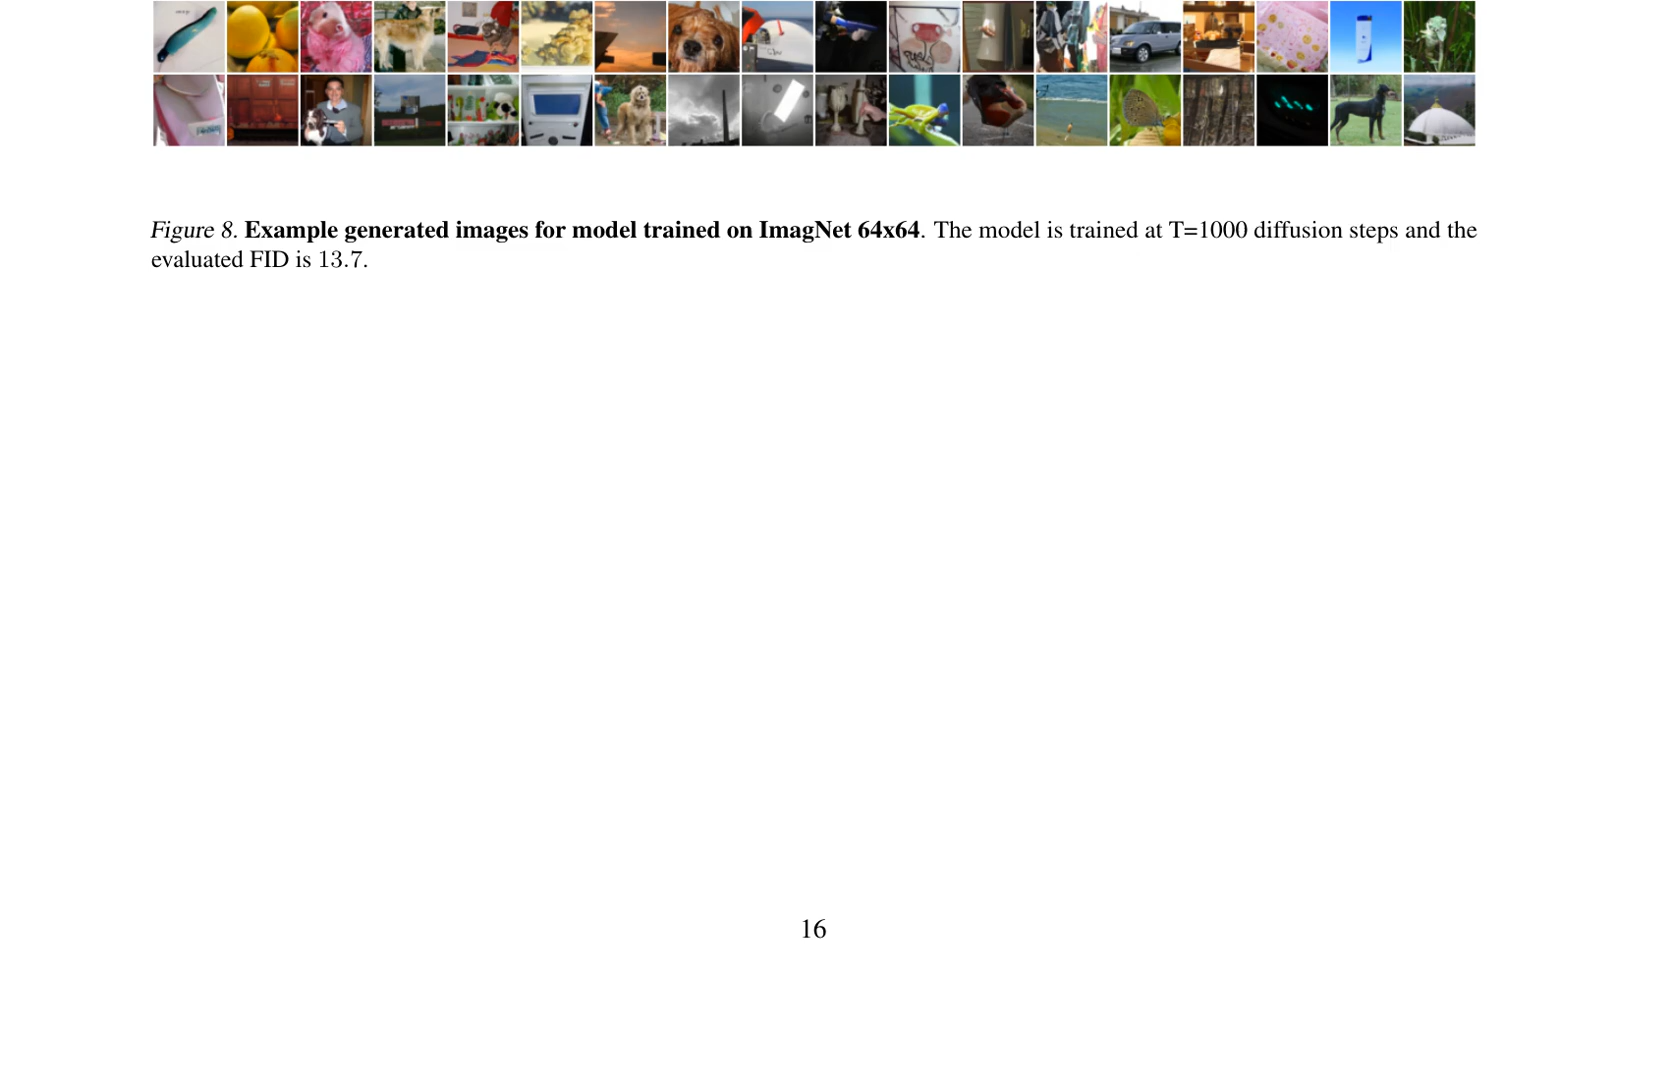 Figure 8. Example generated images for model trained on ImagNet 64x64. The model is trained at T=1000 diffusion steps and the
evaluated FID is 13.7.
16